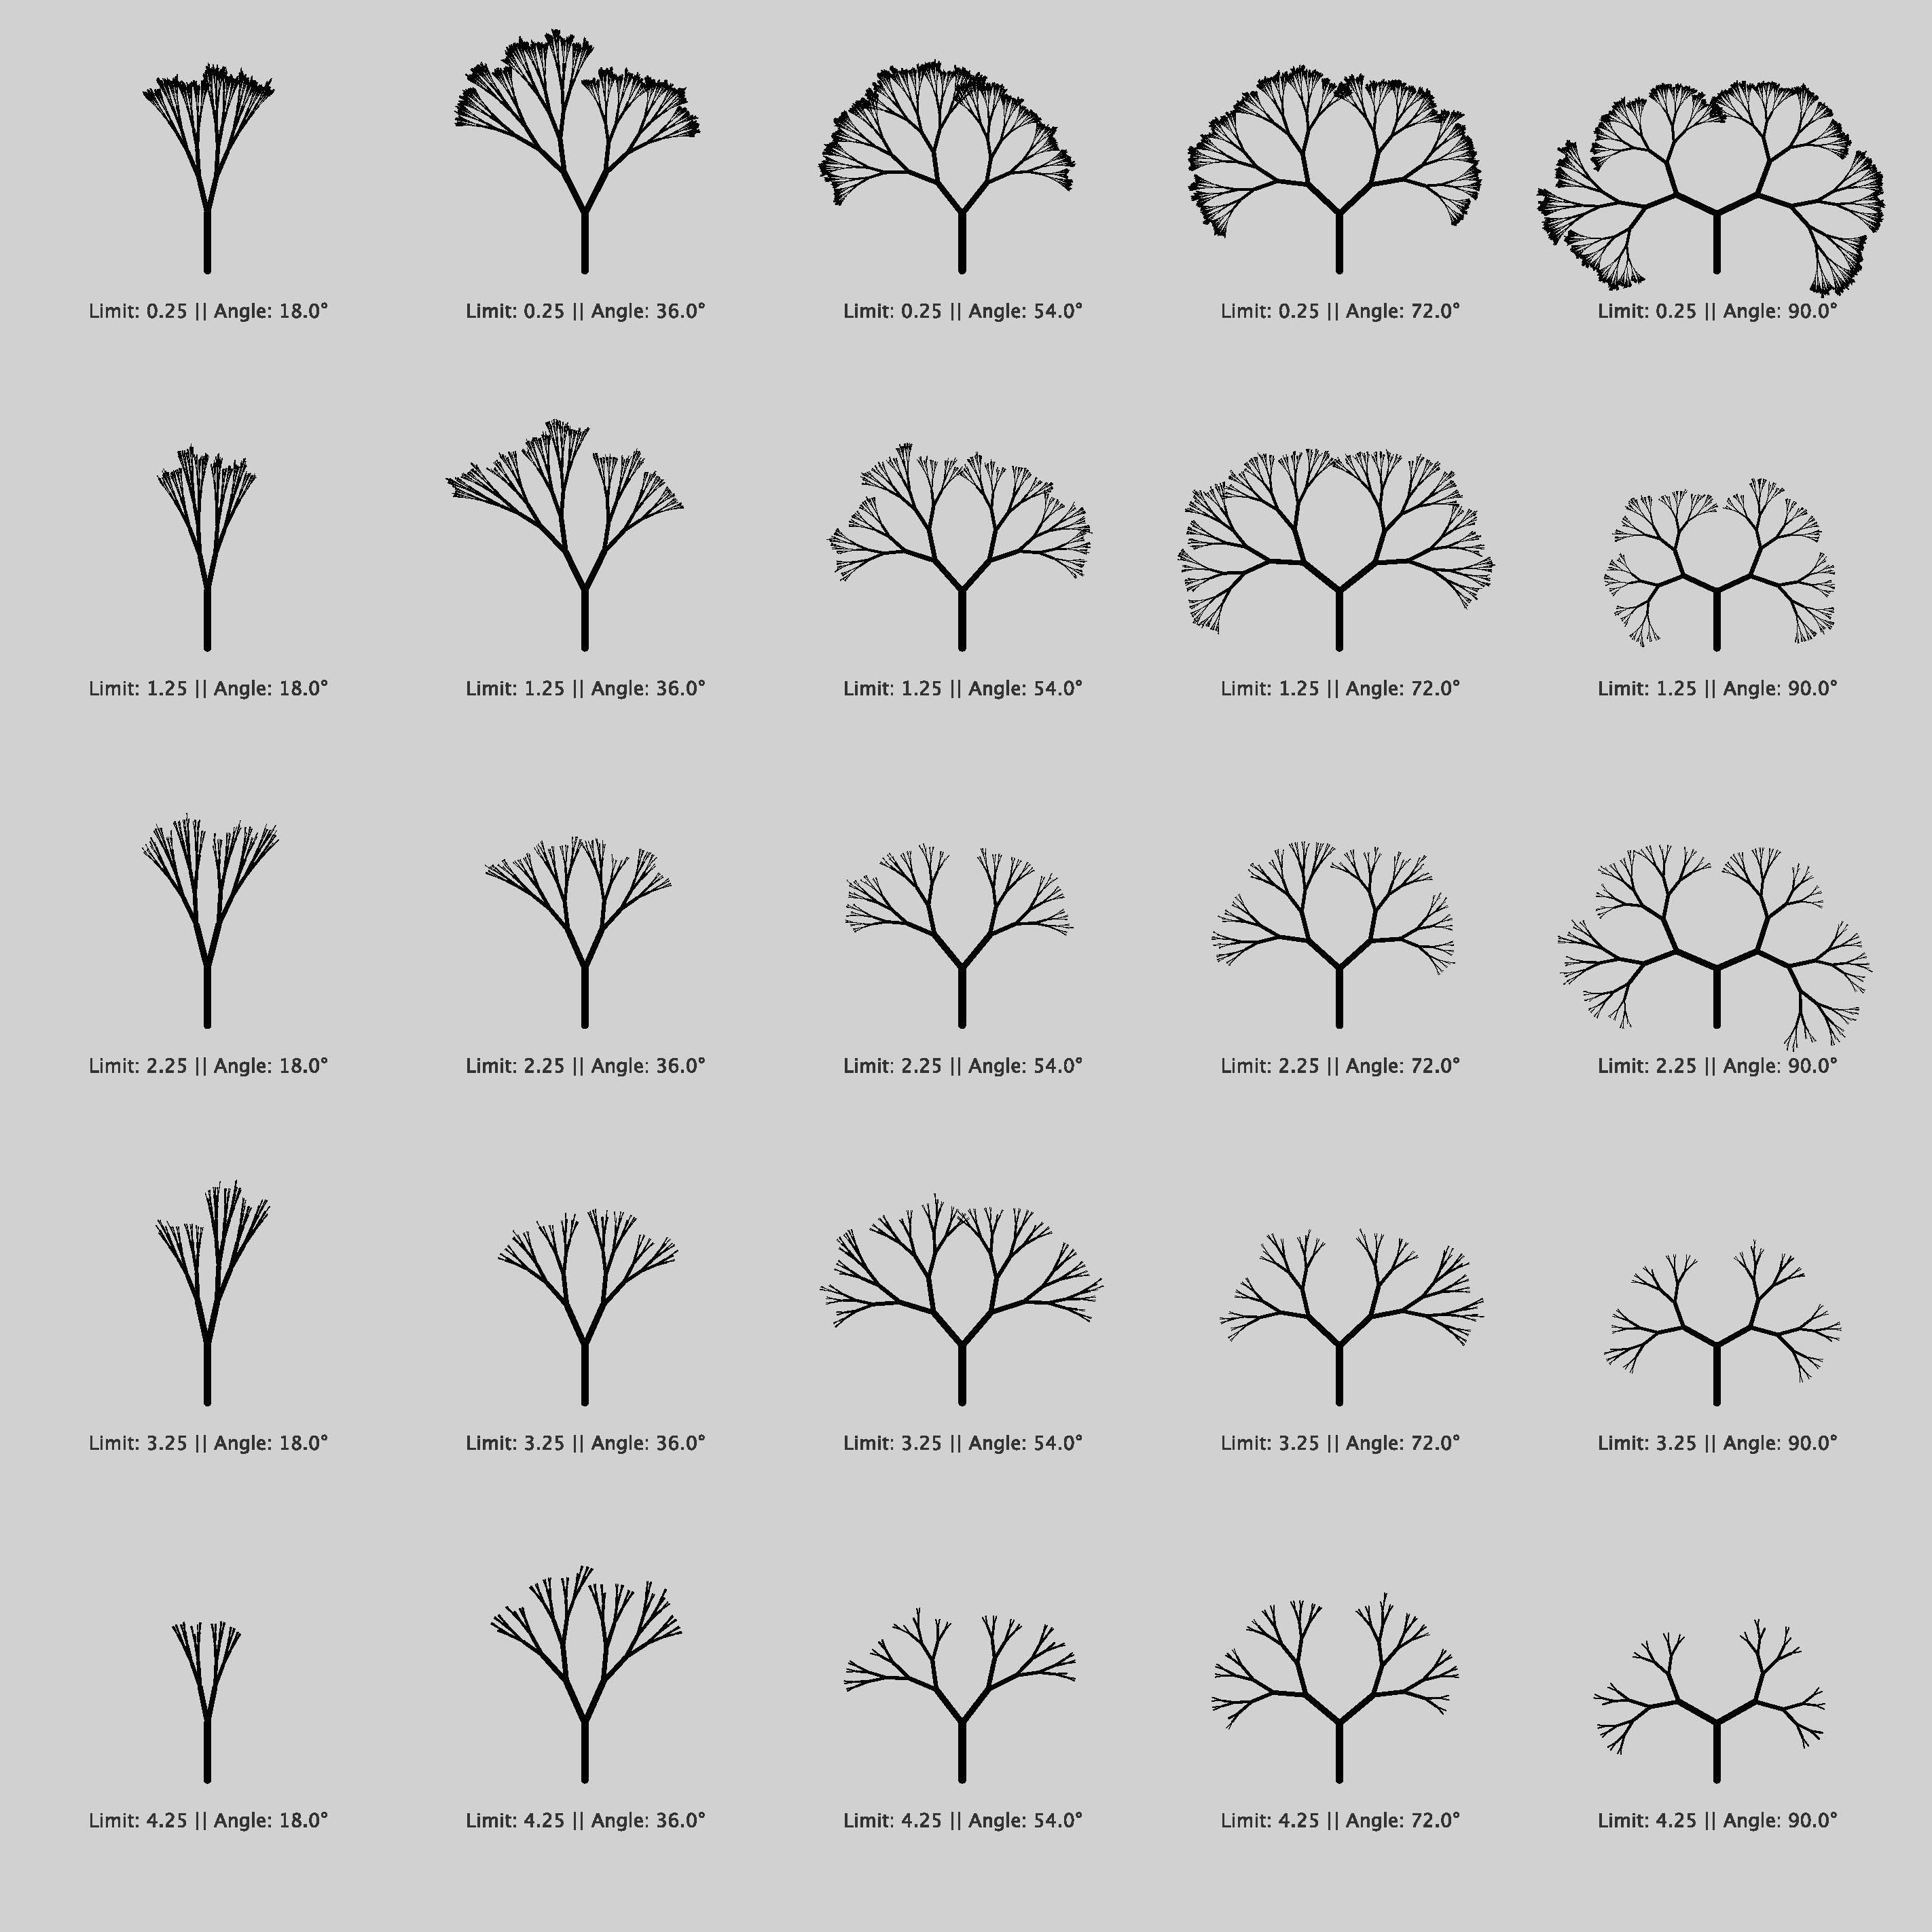 Limit: 0.25 || Angle: 18.0°
Limit: 0.25 || Angle: 36.0°
Limit: 0.25 || Angle: 54.0°
Limit: 0.25 || Angle: 72.0°
Limit: 0.25 || Angle: 90.0°
Limit: 1.25 || Angle: 18.0°
Limit: 1.25 || Angle: 36.0°
Limit: 1.25 || Angle: 54.0°
Limit: 1.25 || Angle: 72.0°
Limit: 1.25 || Angle: 90.0°
Limit: 2.25 || Angle: 18.0°
Limit: 2.25 || Angle: 36.0°
Limit: 2.25 || Angle: 54.0°
Limit: 2.25 || Angle: 72.0°
Limit: 2.25 || Angle: 90.0°
Limit: 3.25 || Angle: 18.0°
Limit: 3.25 || Angle: 36.0°
Limit: 3.25 || Angle: 54.0°
Limit: 3.25 || Angle: 72.0°
Limit: 3.25 || Angle: 90.0°
Limit: 4.25 || Angle: 18.0°
Limit: 4.25 || Angle: 36.0°
Limit: 4.25 || Angle: 54.0°
Limit: 4.25 || Angle: 72.0°
Limit: 4.25 || Angle: 90.0°